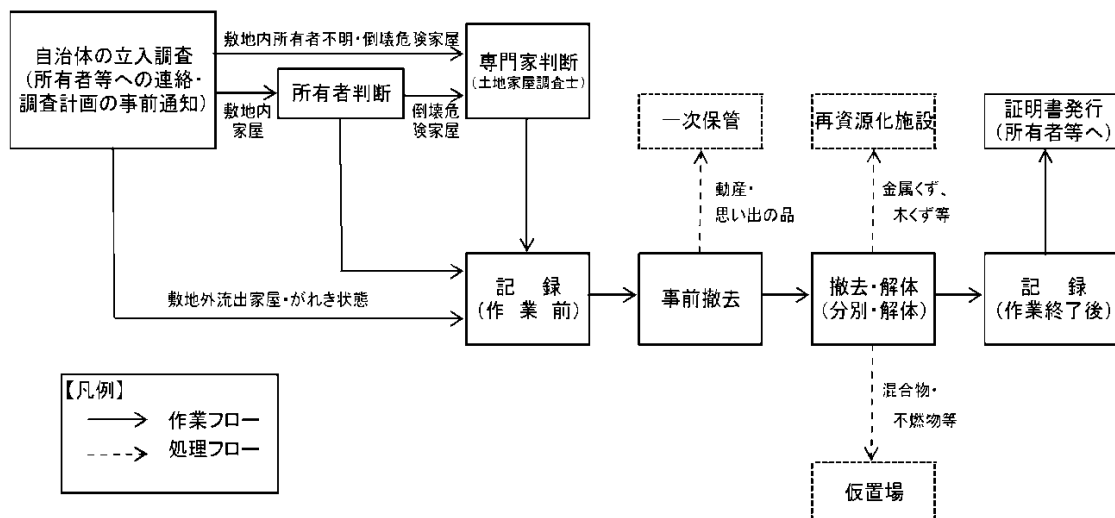 自治体の立入調査
(所有者等への連絡・
調査計画の事前通知)
敷地内所有者不明・倒壊危険家屋
敷地内
家屋
所有者判断
倒壊危
険家屋
専門家判断
(土地家屋調査士)
敷地外流出家屋・がれき状態
記　録
(作　業　前)
事前撤去
動産・
思い出の品
一次保管
撤去・解体
(分別・解体)
金属くず、
木くず等
再資源化施設
混合物・
不燃物等
仮置場
記　録
(作業終了後)
証明書発行
(所有者等へ)
【凡例】
作業フロー
処理フロー